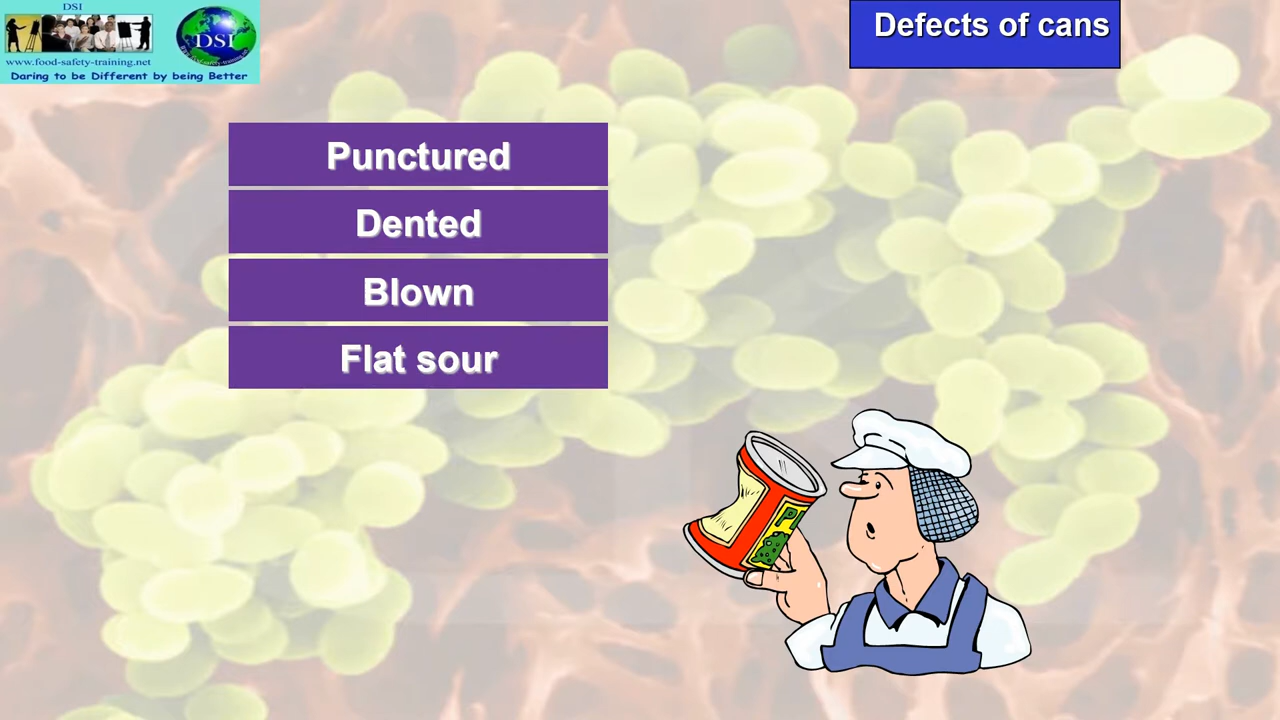 DSI
DSI
www.food-safety-training.net
Daring to be Different by being Better
Defects of cans
Punctured
Dented
Blown
Flat sour